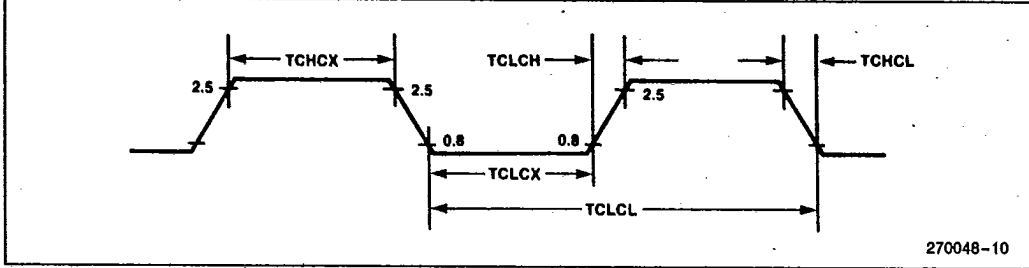 TCHCX
TCLCH
TCHCL
2.5
2.5
2.5
0.8
0.8
TCLCX
TCLCL
270048-10